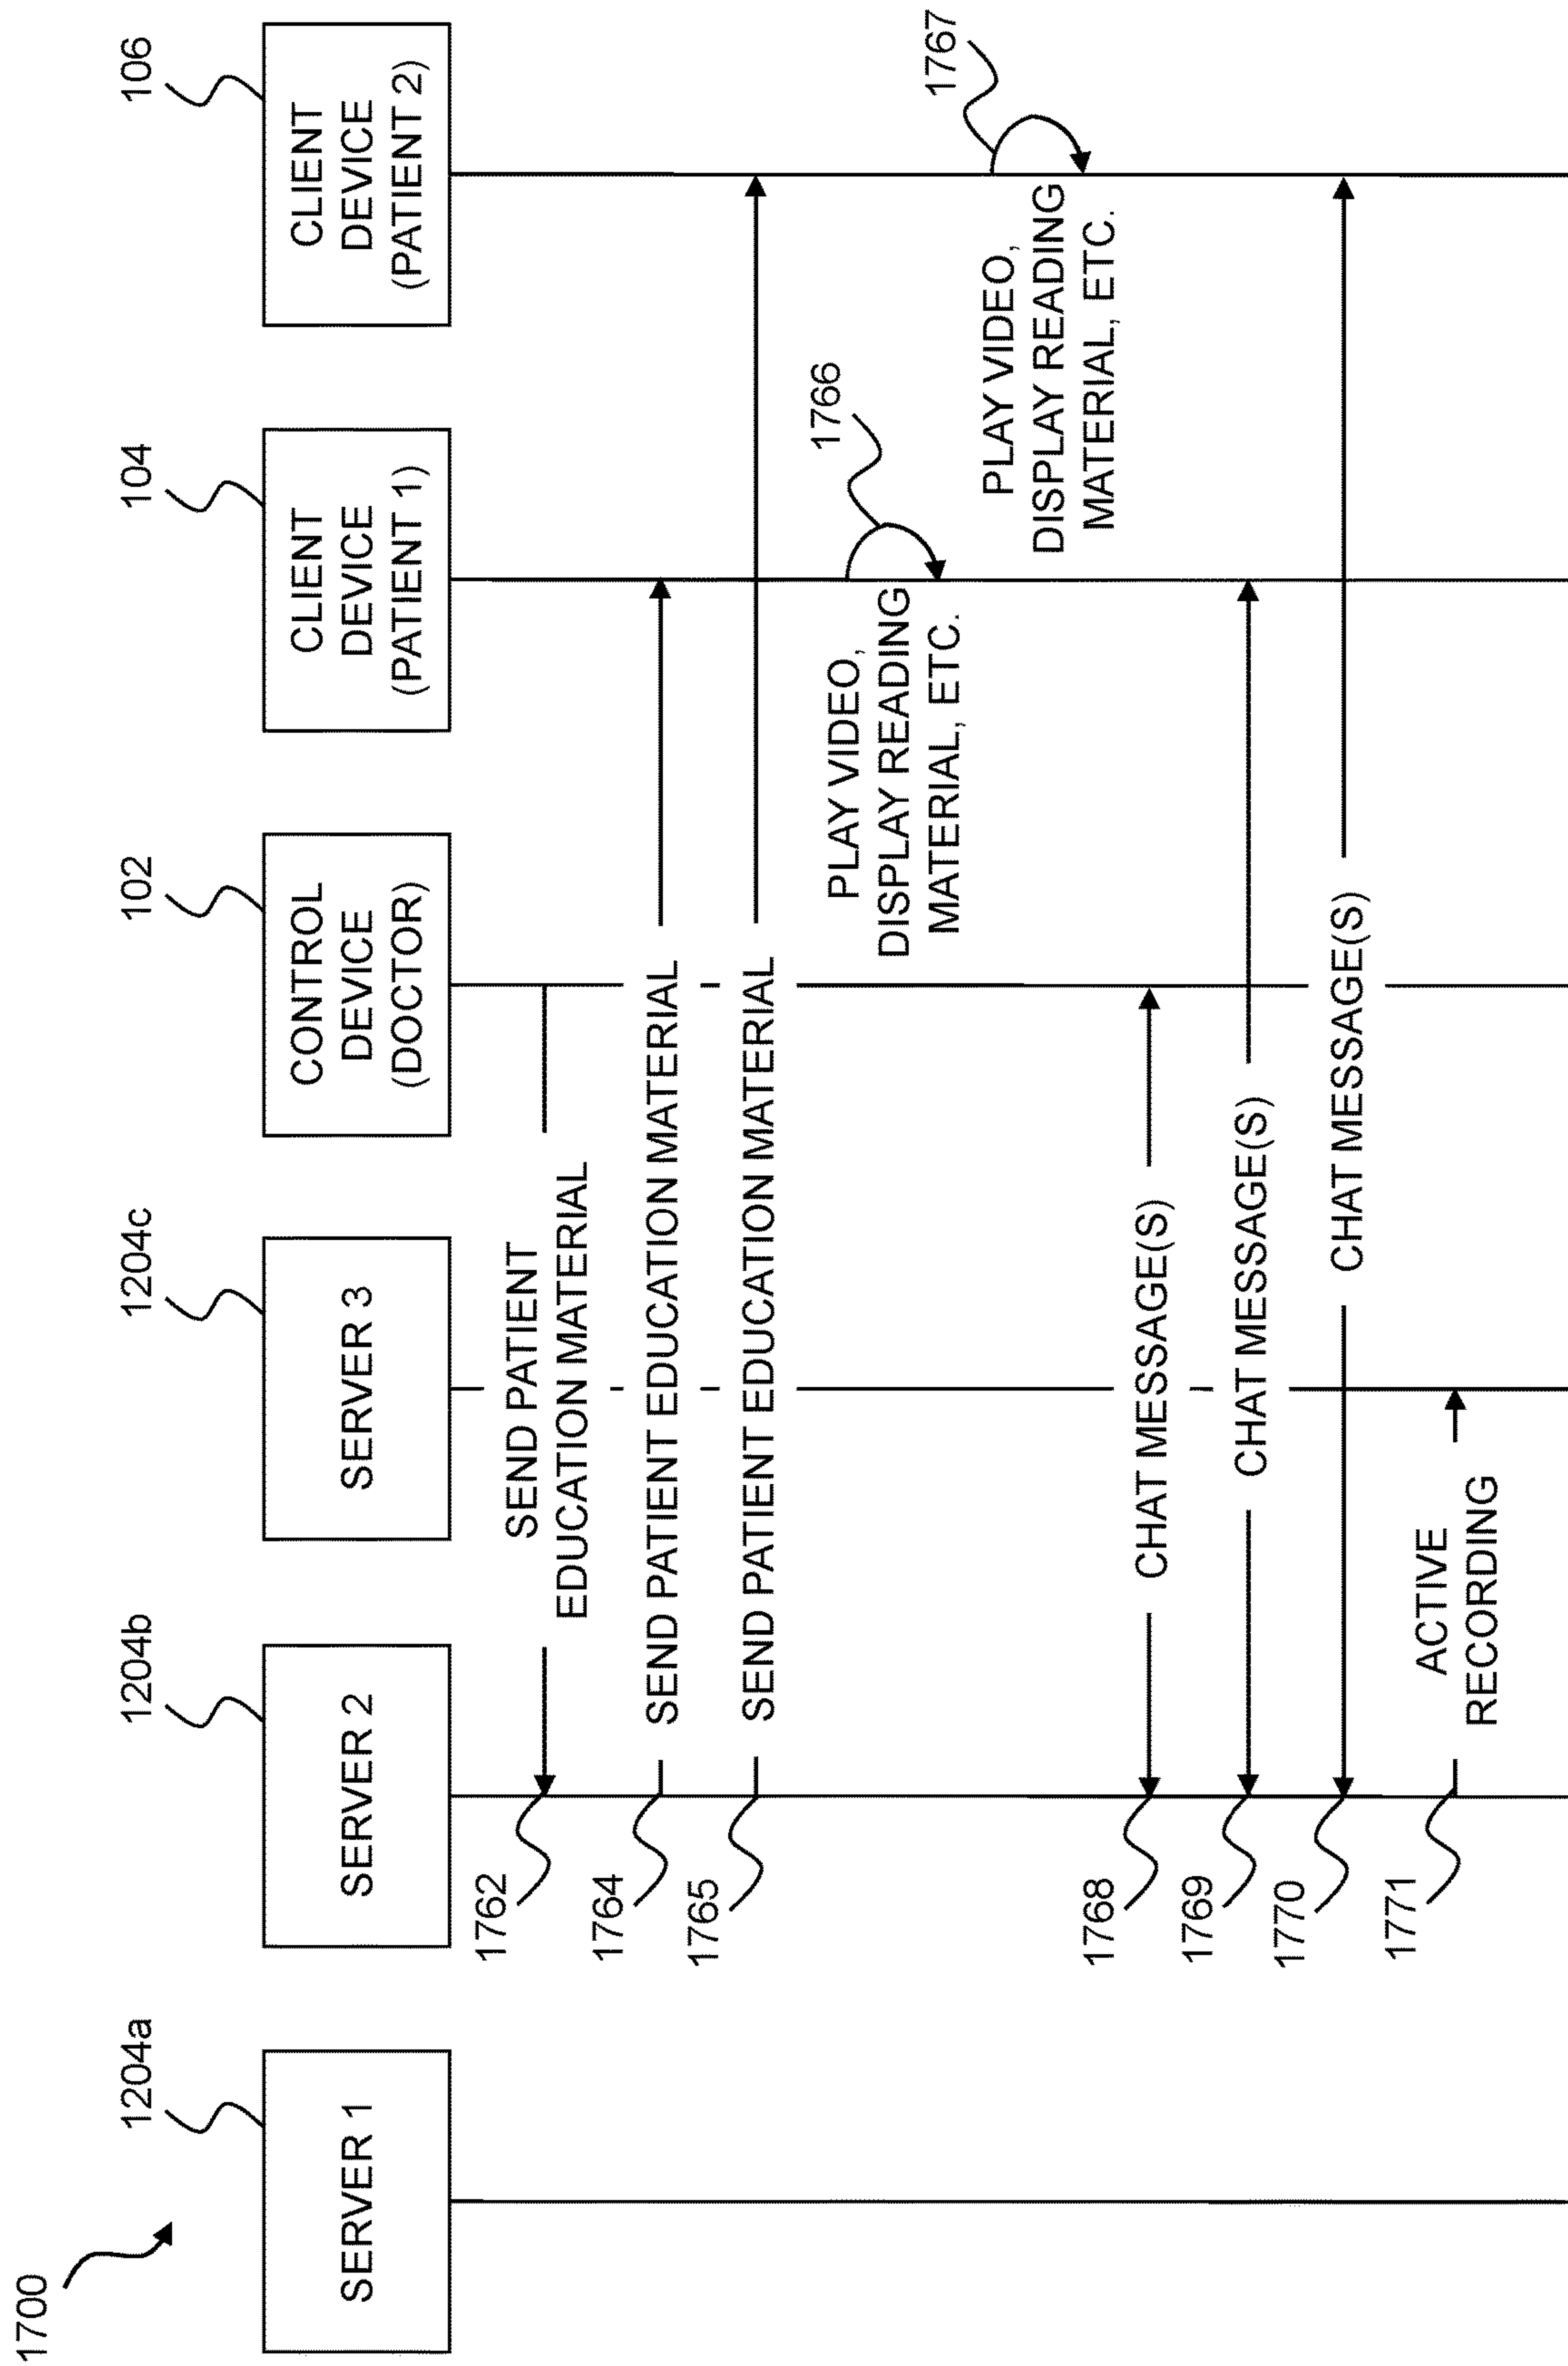 1700
1204a
1204b
1204c
102
104
106
SERVER 1
SERVER 2
SERVER 3
CONTROL
DEVICE
(DOCTOR)
CLIENT
DEVICE
(PATIENT 1)
CLIENT
DEVICE
(PATIENT 2)
1762
SEND PATIENT
EDUCATION MATERIAL
1764
SEND PATIENT EDUCATION MATERIAL
1765
SEND PATIENT EDUCATION MATERIAL
1766
PLAY VIDEO,
DISPLAY READING
MATERIAL, ETC.
1767
PLAY VIDEO,
DISPLAY READING
MATERIAL, ETC.
1768
CHAT MESSAGE(S)
1769
CHAT MESSAGE(S)
1770
CHAT MESSAGE(S)
1771
ACTIVE
RECORDING